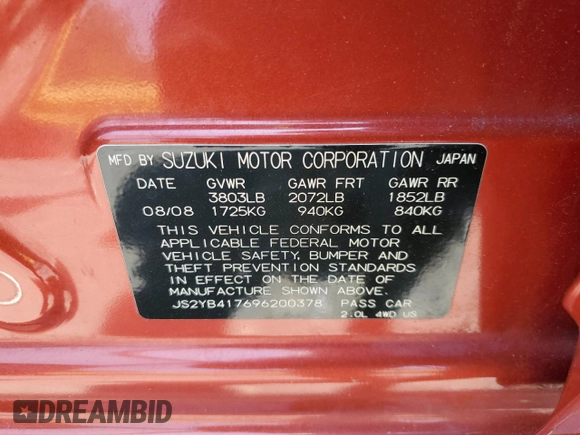 MFD BY SUZUKI MOTOR CORPORATION JAPAN
DATE GVWR GAWR FRT GAWR RR
3803LB 2072LB 1852LB
08/08 1725KG 940KG 840KG
THIS VEHICLE CONFORMS TO ALL
APPLICABLE FEDERAL MOTOR
VEHICLE SAFETY, BUMPER AND
THEFT PREVENTION STANDARDS
IN EFFECT ON THE DATE OF
MANUFACTURE SHOWN ABOVE.
JS2YB417696200378 PASS CAR
2.0L 4WD US
DREAMBID